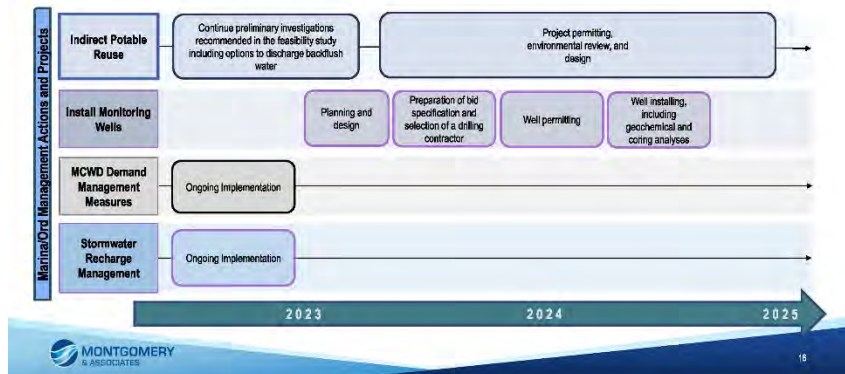 Marina/Ord Management Actions and Projects
Indirect Potable
Reuse
Continue preliminary investigations
recommended in the feasibility study
including options to discharge backflush
water
Project permitting,
environmental review, and
design
Install Monitoring
Wells
Planning and
design
Preparation of bid
specification and
selection of a drilling
contractor
Well permitting
Well installing,
including
geochemical and
coring analyses
MCWD Demand
Management
Measures
Ongoing Implementation
Stormwater
Recharge
Management
Ongoing Implementation
2023
2024
2025
MONTGOMERY
& ASSOCIATES
16